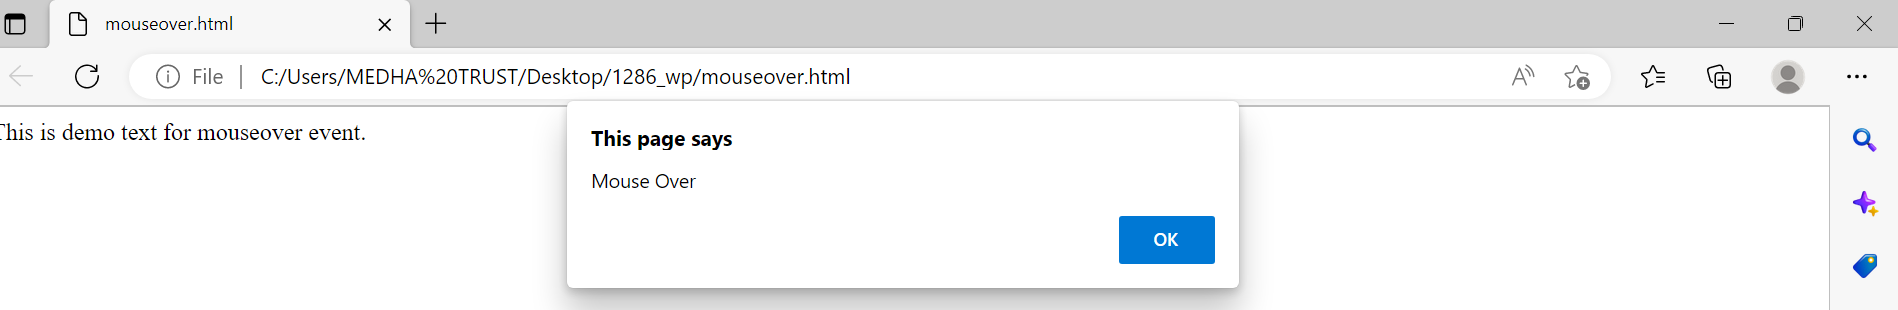 mouseover.html
File C:/Users/MEDHA%20TRUST/Desktop/1286_wp/mouseover.html
This is demo text for mouseover event.
This page says
Mouse Over
OK